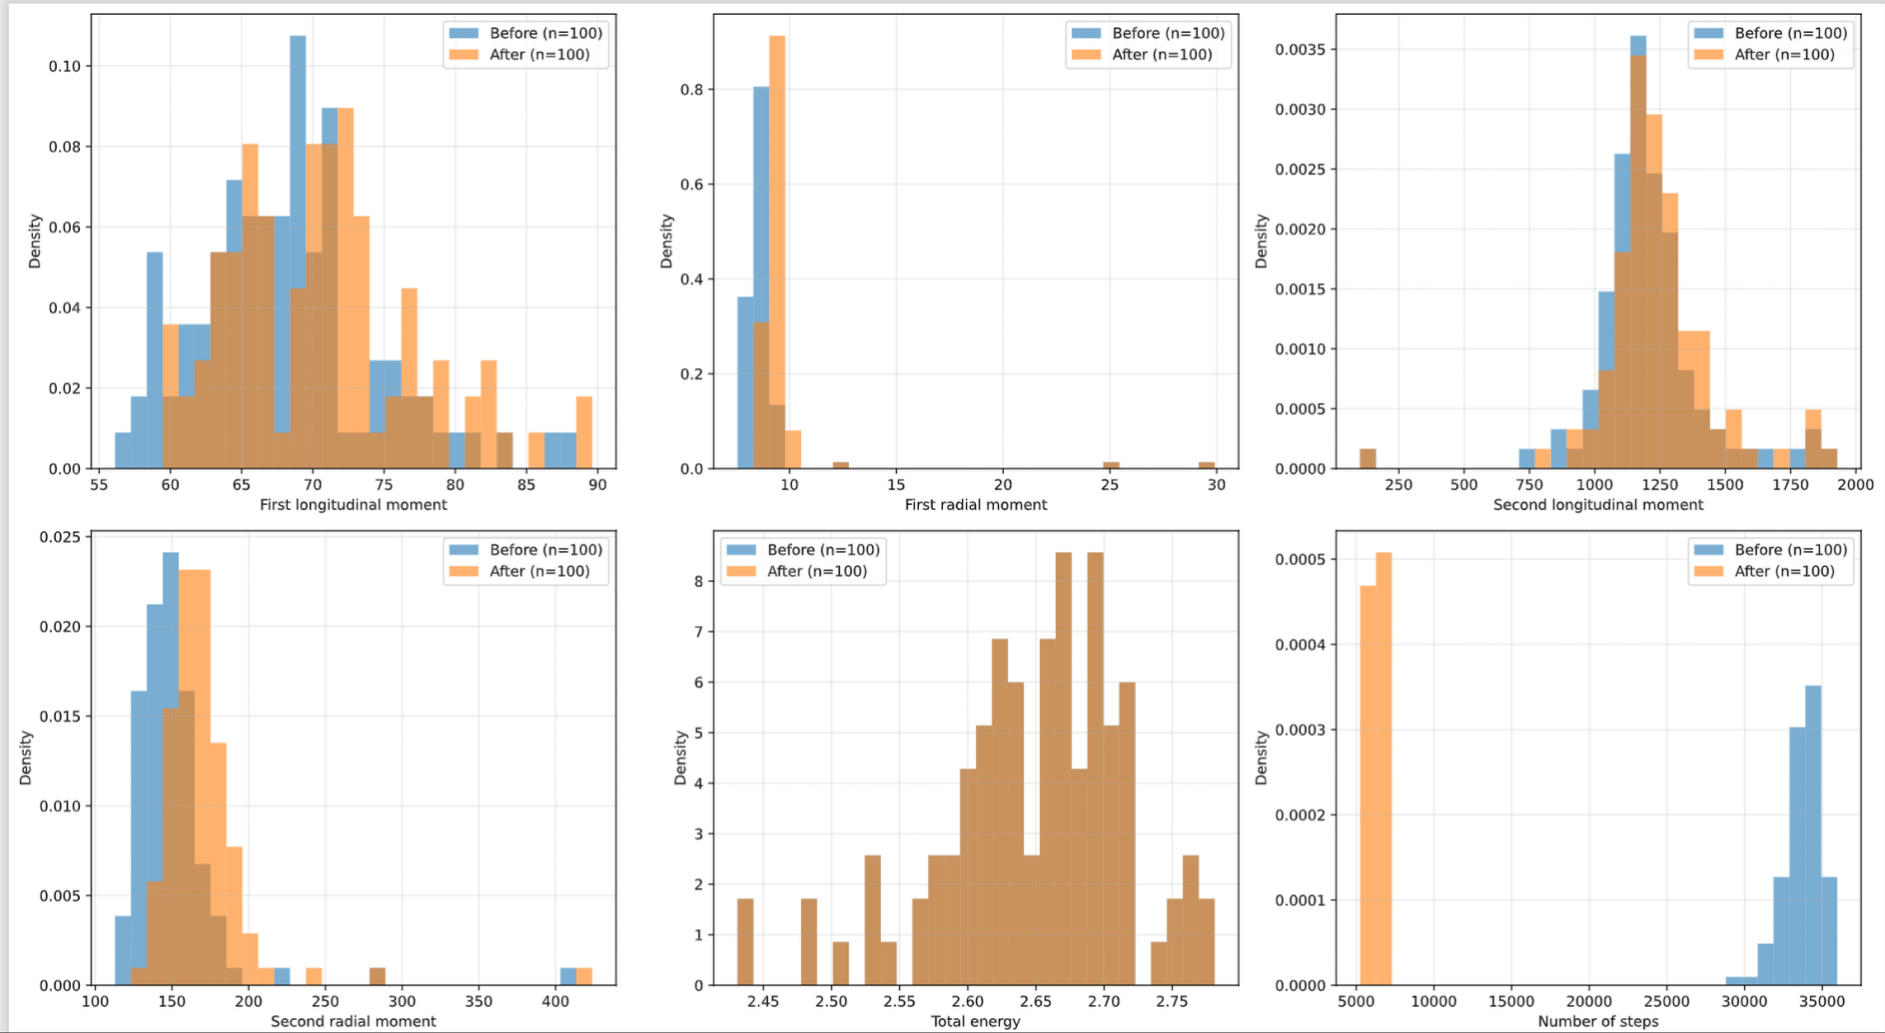 Before (n=100)
After (n=100)
Density
0.10
0.08
0.06
0.04
0.02
0.00
55 60 65 70 75 80 85 90
First longitudinal moment
Before (n=100)
After (n=100)
Density
0.8
0.6
0.4
0.2
0.0
10 15 20 25 30
First radial moment
Before (n=100)
After (n=100)
Density
0.0035
0.0030
0.0025
0.0020
0.0015
0.0010
0.0005
0.0000
250 500 750 1000 1250 1500 1750 2000
Second longitudinal moment
Before (n=100)
After (n=100)
Density
0.025
0.020
0.015
0.010
0.005
0.000
100 150 200 250 300 350 400
Second radial moment
Before (n=100)
After (n=100)
Density
8
7
6
5
4
3
2
1
0
2.45 2.50 2.55 2.60 2.65 2.70 2.75
Total energy
Before (n=100)
After (n=100)
Density
0.0005
0.0004
0.0003
0.0002
0.0001
0.0000
5000 10000 15000 20000 25000 30000 35000
Number of steps